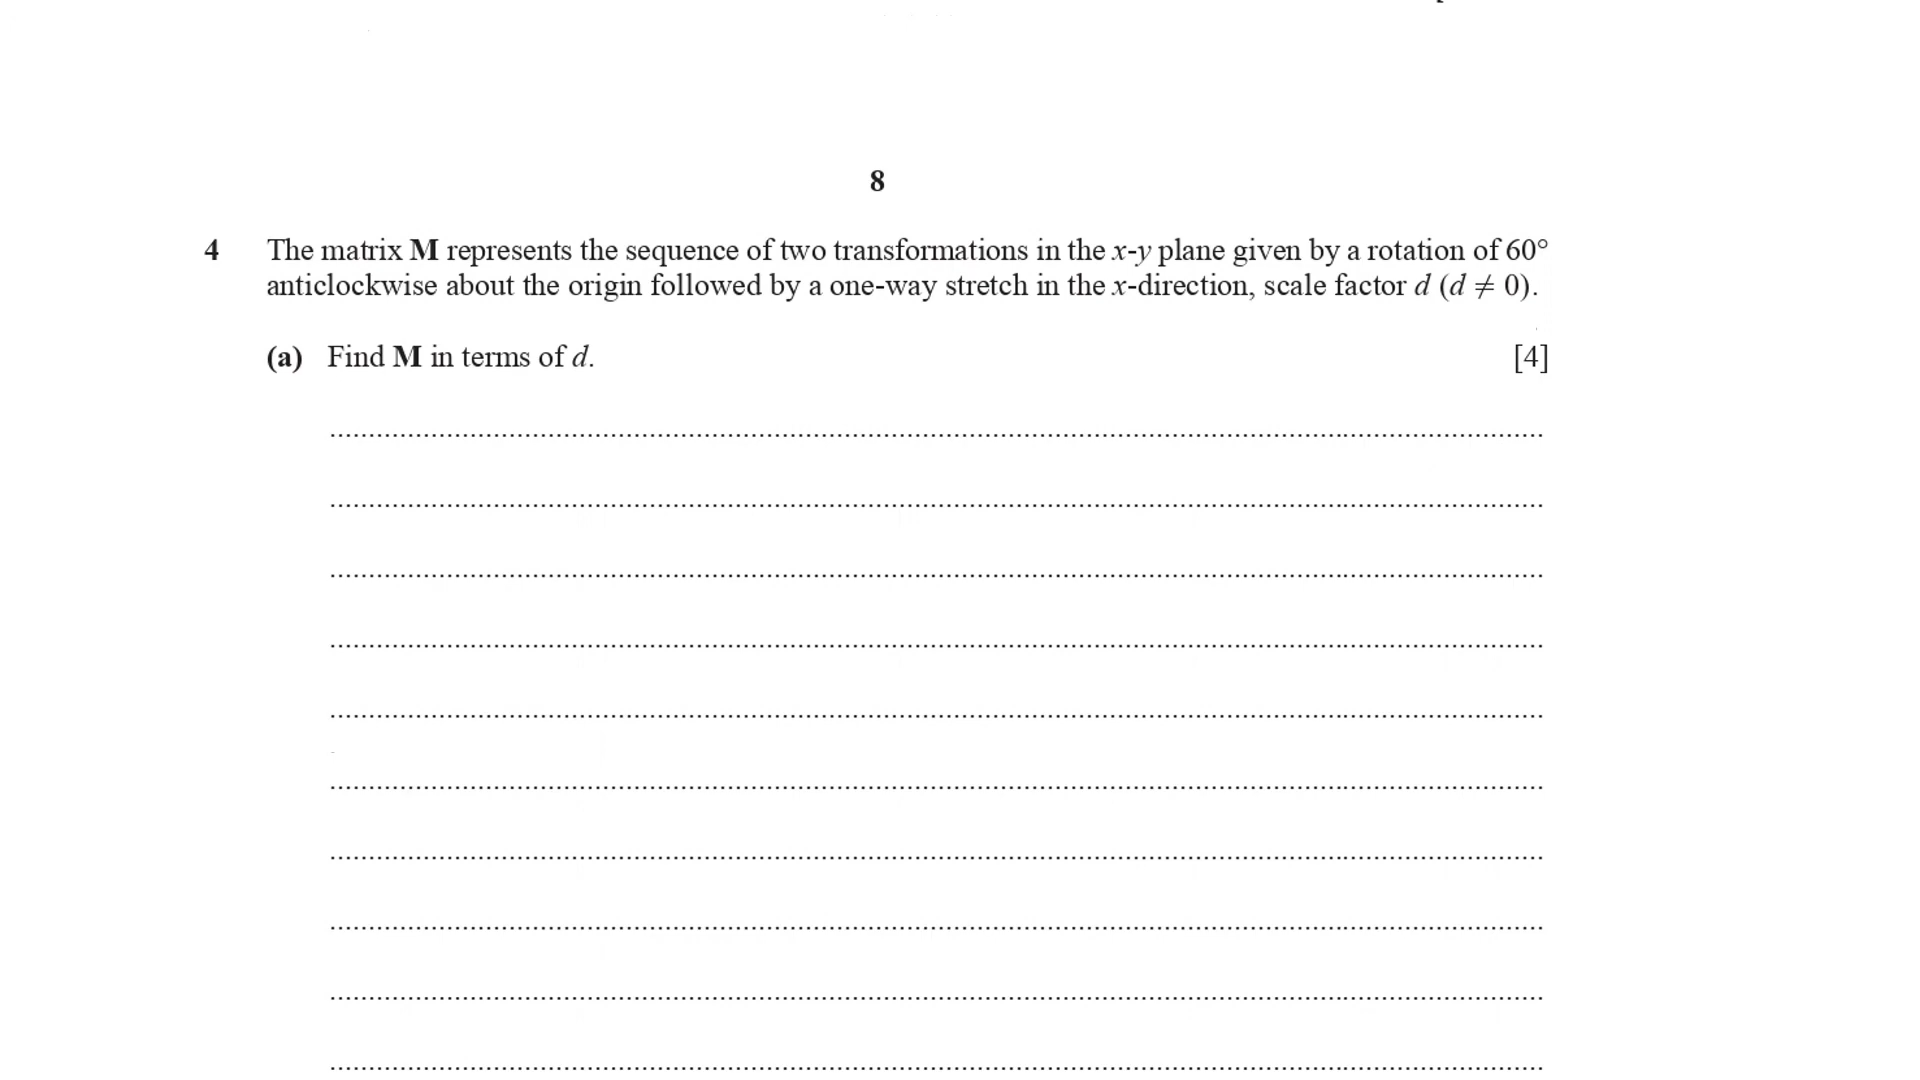 8
4 The matrix M represents the sequence of two transformations in the x-y plane given by a rotation of 60°
anticlockwise about the origin followed by a one-way stretch in the x-direction, scale factor d (d ≠ 0).
(a) Find M in terms of d. [4]